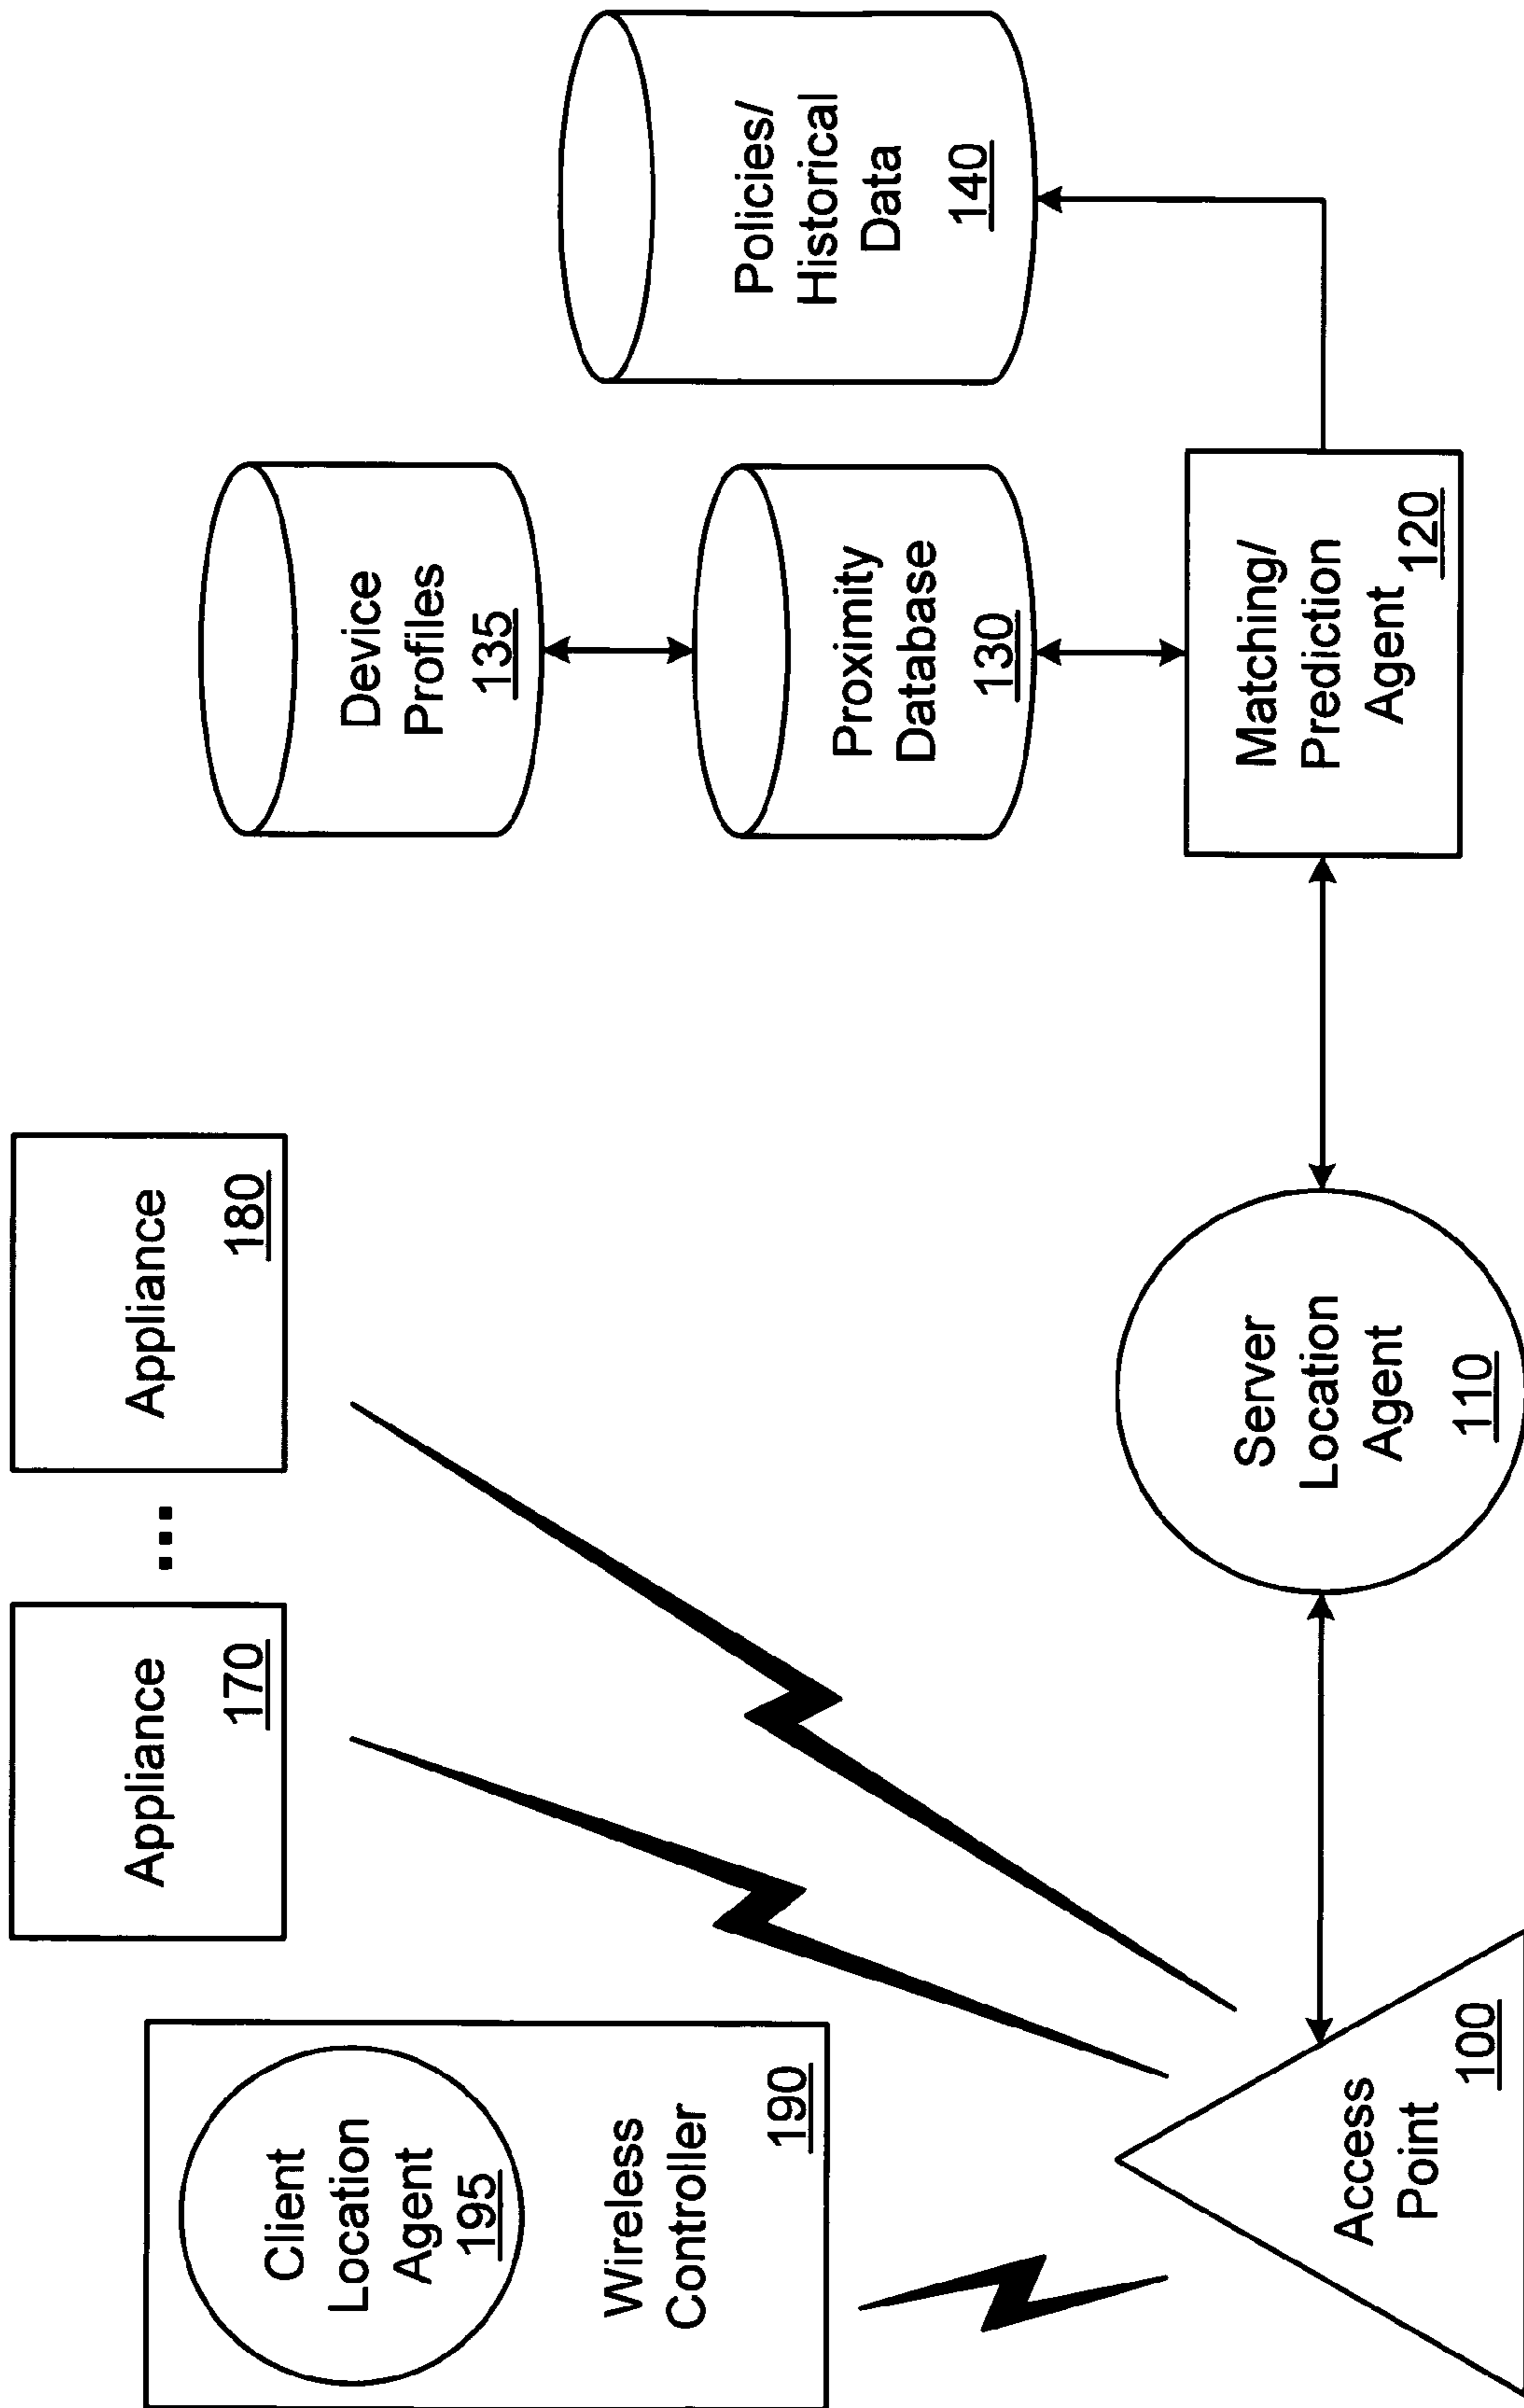 Client
Location
Agent
195
Wireless
Controller
190
Appliance
170
...
Appliance
180
Device
Profiles
135
Proximity
Database
130
Policies/
Historical
Data
140
Access
Point
100
Server
Location
Agent
110
Matching/
Prediction
Agent 120